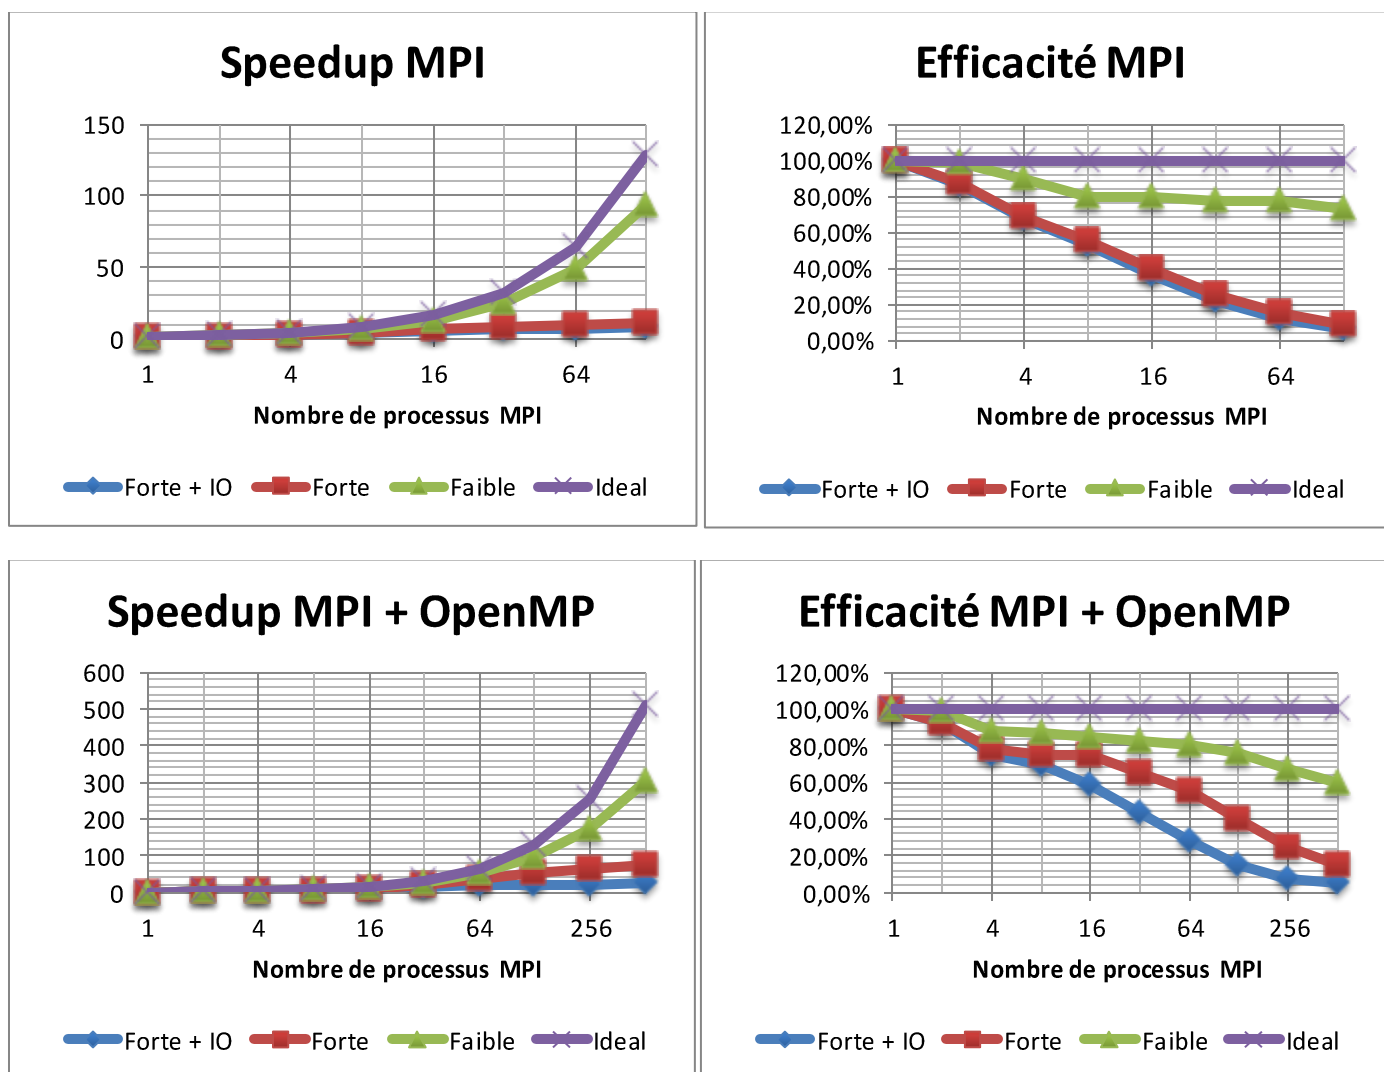 Speedup MPI
150
100
50
0
1 4 16 64
Nombre de processus MPI
Forte + IO Forte Faible Ideal
Efficacité MPI
120,00%
100,00%
80,00%
60,00%
40,00%
20,00%
0,00%
1 4 16 64
Nombre de processus MPI
Forte + IO Forte Faible Ideal
Speedup MPI + OpenMP
600
500
400
300
200
100
0
1 4 16 64 256
Nombre de processus MPI
Forte + IO Forte Faible Ideal
Efficacité MPI + OpenMP
120,00%
100,00%
80,00%
60,00%
40,00%
20,00%
0,00%
1 4 16 64 256
Nombre de processus MPI
Forte + IO Forte Faible Ideal